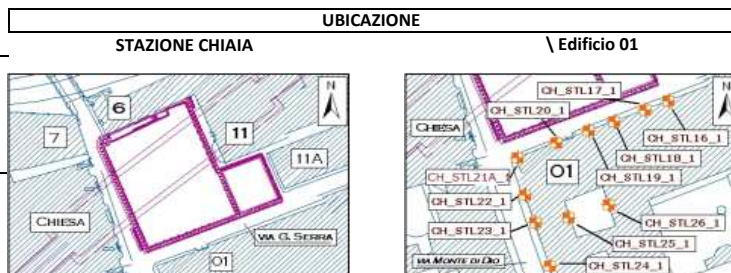 UBICAZIONE
STAZIONE CHIAIA
\ Edificio 01
6
7
11
11A
CHIESA
VIA G. SERRA
01
N
CH_STL17_1
CH_STL20_1
CHIESA
CH_STL16_1
CH_STL18_1
CH_STL21A_1
01
CH_STL19_1
CH_STL22_1
CH_STL23_1
CH_STL26_1
CH_STL25_1
VIA MONTE DI DIO
CH_STL24_1
N